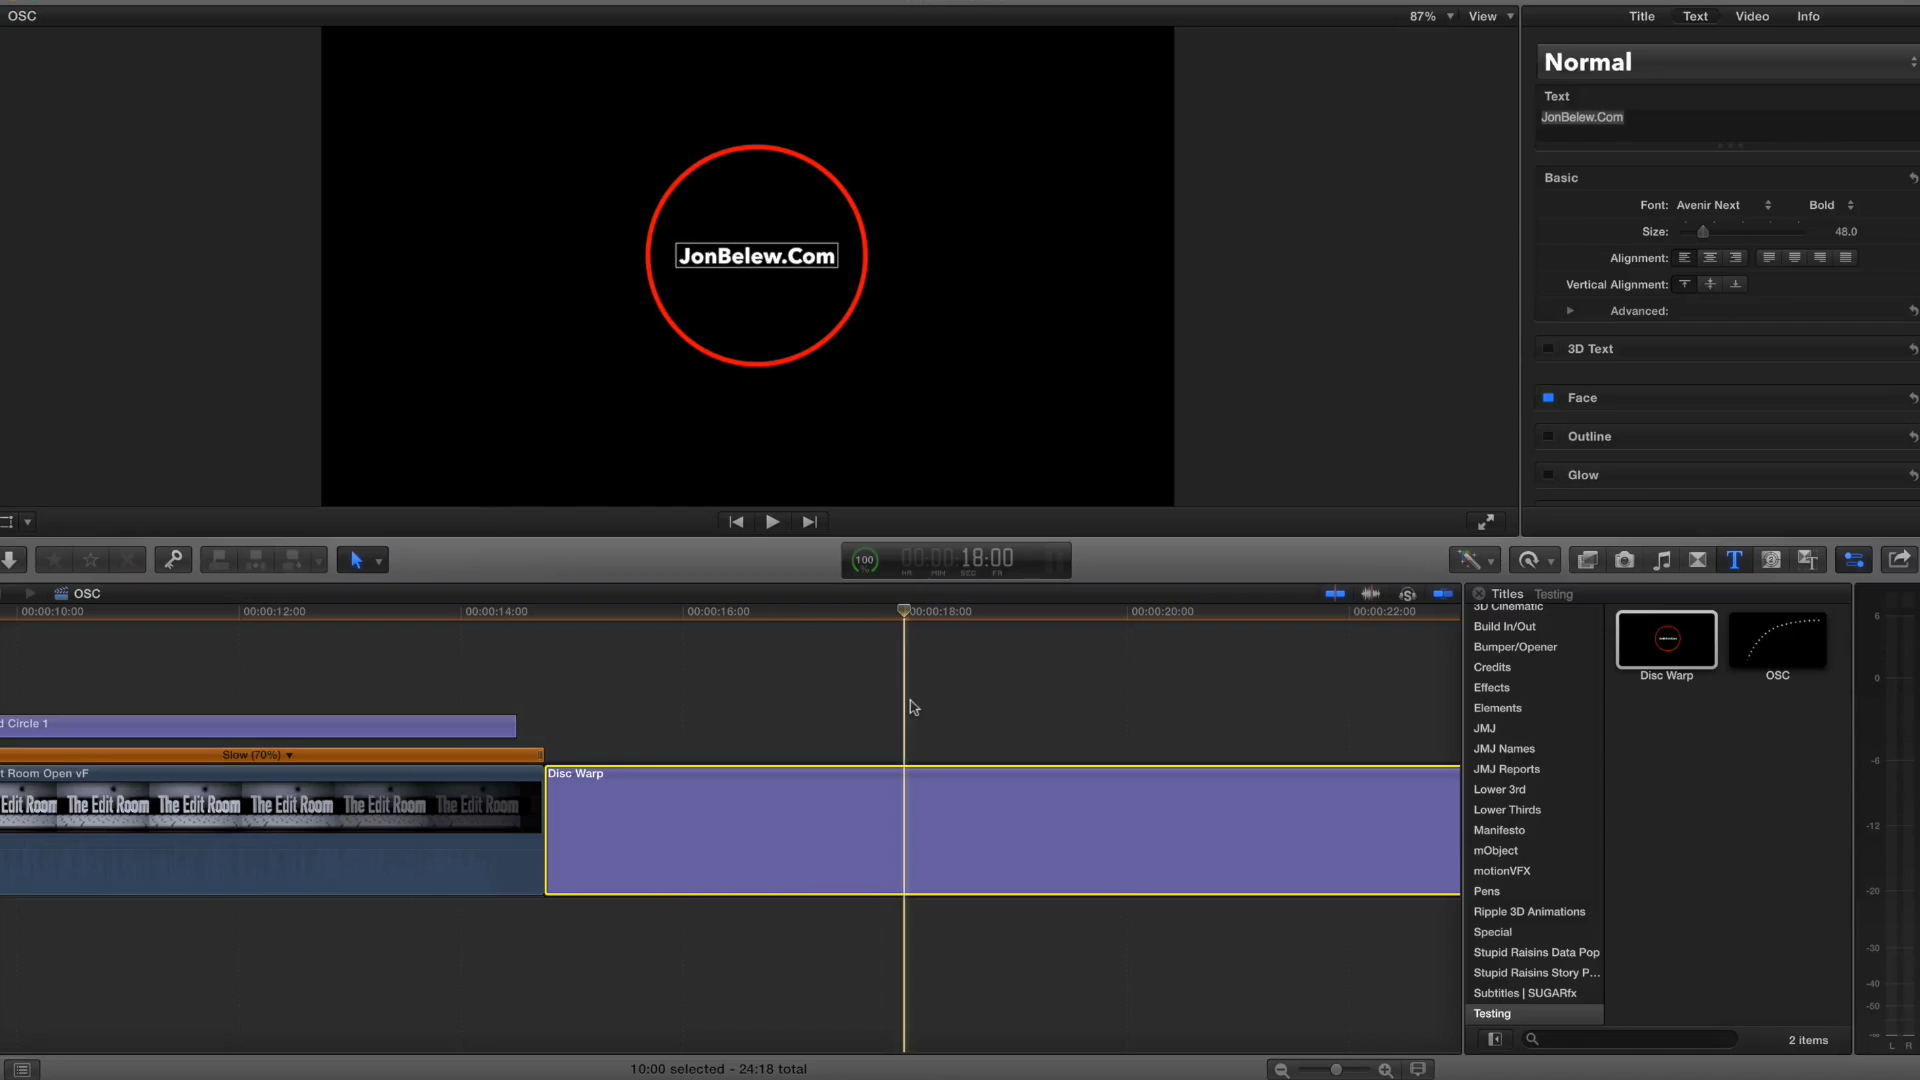 OSC
87% View
Title Text Video Info
Normal
Text
JonBelew.Com
Basic
Font: Avenir Next Bold
Size: 48.0
Alignment:
Vertical Alignment:
Advanced:
3D Text
Face
Outline
Glow
JonBelew.Com
100 %
00:00:18:00
HR MIN SEC FR
OSC
00:00:10:00 00:00:12:00 00:00:14:00 00:00:16:00 00:00:18:00 00:00:20:00 00:00:22:00
d Circle 1
Slow (70%)
t Room Open vF
Edit Room The Edit Room The Edit Room The Edit Room The Edit Room The Edit Room
Disc Warp
Titles Testing
3D Cinematic
Build In/Out
Bumper/Opener
Credits
Effects
Elements
JMJ
JMJ Names
JMJ Reports
Lower 3rd
Lower Thirds
Manifesto
mObject
motionVFX
Pens
Ripple 3D Animations
Special
Stupid Raisins Data Pop
Stupid Raisins Story P...
Subtitles | SUGARfx
Testing
Disc Warp OSC
2 items
6
0
-6
-12
-20
-30
-40
-50
-∞
L R
10:00 selected - 24:18 total